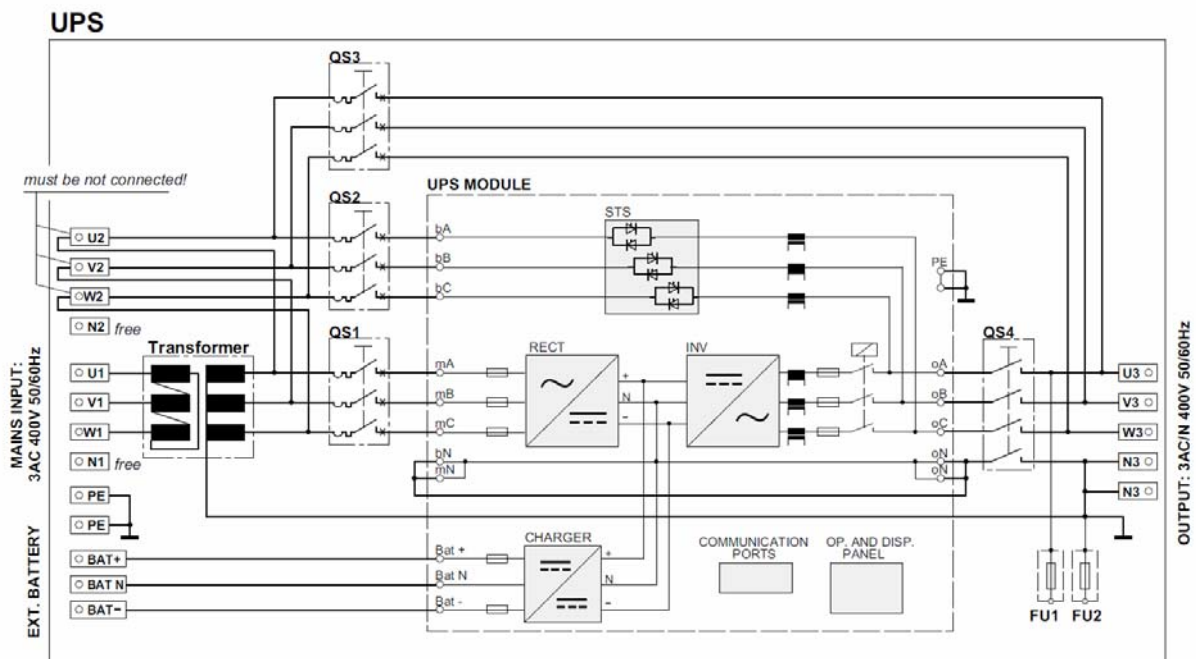 UPS
QS3
must be not connected!
UPS MODULE
QS2
STS
U2
bA
V2
bB
PE
W2
bC
N2 free
QS1
QS4
Transformer
RECT
INV
U1
mA
+
oA
U3
V1
mB
N
oB
V3
W1
mC
-
oC
W3
N1 free
bN
oN
N3
mN
oN
PE
N3
PE
CHARGER
COMMUNICATION
PORTS
OP. AND DISP.
PANEL
BAT+
Bat +
+
BAT N
Bat N
N
BAT-
Bat -
-
FU1 FU2
MAINS INPUT:
3AC 400V 50/60Hz
EXT. BATTERY
OUTPUT: 3AC/N 400V 50/60Hz